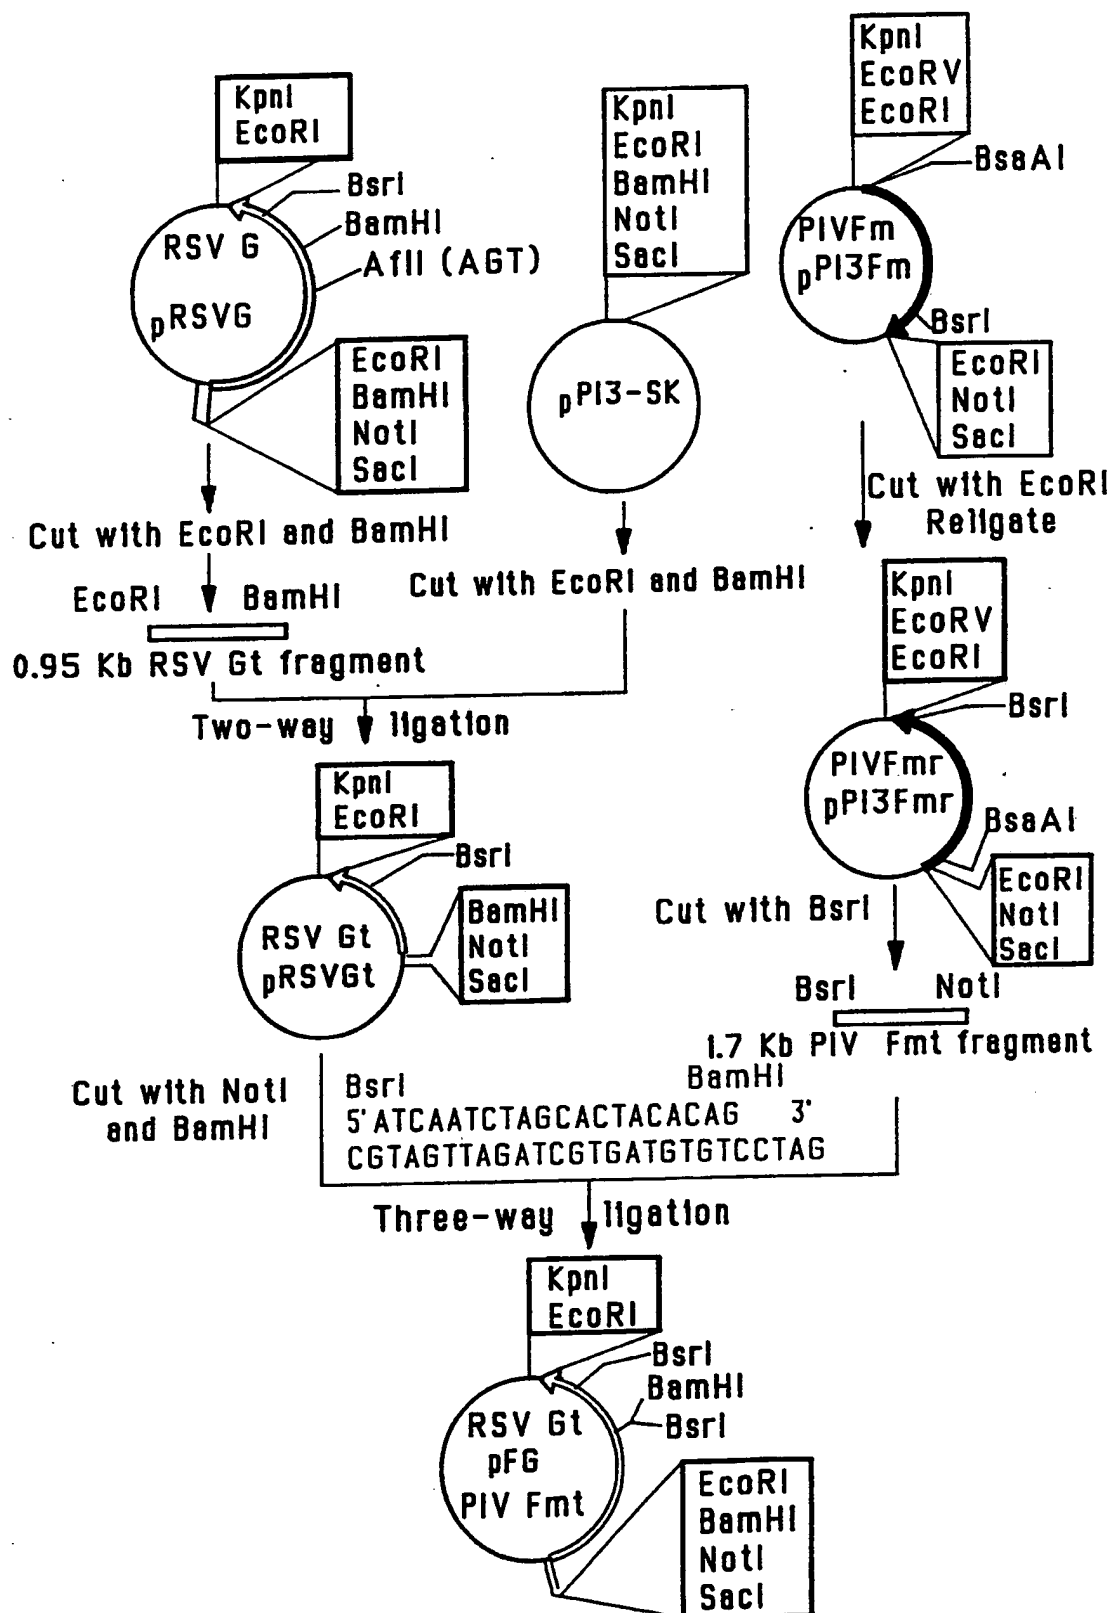 KpnI
EcoRI
BsrI
BamHI
AflI (AGT)
RSV G
pRSVG
EcoRI
BamHI
NotI
SacI
Cut with EcoRI and BamHI
EcoRI BamHI
0.95 Kb RSV Gt fragment
KpnI
EcoRI
BamHI
NotI
SacI
pPI3-SK
Cut with EcoRI and BamHI
KpnI
EcoRV
EcoRI
BsaAI
PIVFm
pPI3Fm
BsrI
EcoRI
NotI
SacI
Cut with EcoRI
Religate
KpnI
EcoRV
EcoRI
BsrI
PIVFmr
pPI3Fmr
BsaAI
EcoRI
NotI
SacI
Cut with BsrI
BsrI NotI
1.7 Kb PIV Fmt fragment
Two-way ligation
KpnI
EcoRI
BsrI
RSV Gt
pRSVGt
BamHI
NotI
SacI
Cut with NotI
and BamHI
BsrI BamHI
5' ATCAATCTAGCACTACACAG 3'
CGTAGTTAGATCGTGATGTGTCCTAG
Three-way ligation
KpnI
EcoRI
BsrI
BamHI
BsrI
RSV Gt
pFG
PIV Fmt
EcoRI
BamHI
NotI
SacI